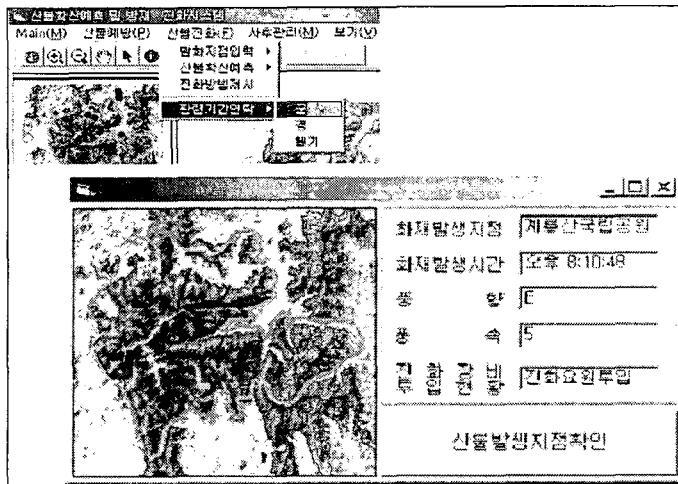 산불확산예측 및 방재 진화시스템
Main(M) 산불예방(P) 산불진화(F) 사후관리(M) 보기(V)
발화지점입력
산불확산예측
진화방법제시
관련기관연락
군
경
헬기
화재발생지점 계룡산국립공원
화재발생시간 오후 8:10:48
풍 향 E
풍 속 5
진화장비
투입현황 진화요원투입
산불발생지점확인